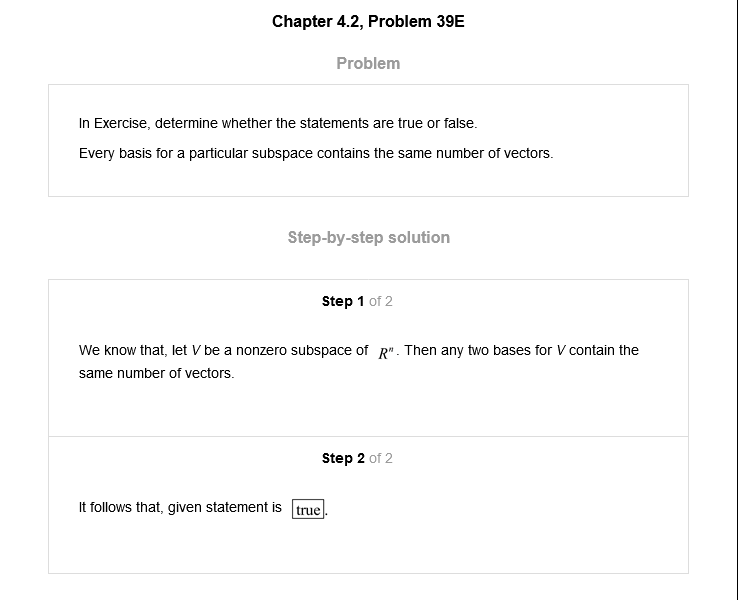 Chapter 4.2, Problem 39E
Problem
In Exercise, determine whether the statements are true or false.
Every basis for a particular subspace contains the same number of vectors.
Step-by-step solution
Step 1 of 2
We know that, let V be a nonzero subspace of Rⁿ. Then any two bases for V contain the
same number of vectors.
Step 2 of 2
It follows that, given statement is true.